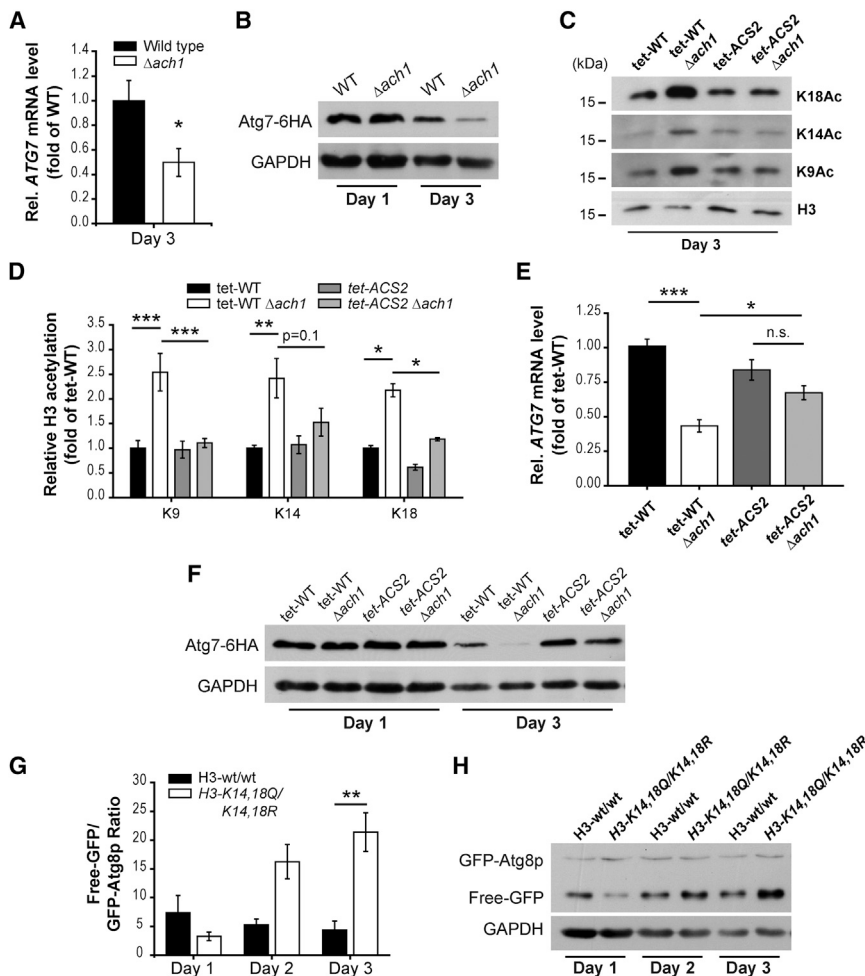 A
Rel. ATG7 mRNA level
(fold of WT)
1.4
1.2
1.0
0.8
0.6
0.4
0.2
0.0
Wild type
Δach1
*
Day 3
B
WT
Δach1
WT
Δach1
Atg7-6HA
GAPDH
Day 1
Day 3
C
tet-WT
tet-WT Δach1
tet-ACS2
tet-ACS2 Δach1
(kDa)
15
K18Ac
15
K14Ac
15
K9Ac
15
H3
Day 3
D
tet-WT
tet-WT Δach1
tet-ACS2
tet-ACS2 Δach1
Relative H3 acetylation
(fold of tet-WT)
3.5
3.0
2.5
2.0
1.5
1.0
0.5
0.0
***
***
**
p=0.1
*
*
K9
K14
K18
E
Rel. ATG7 mRNA level
(fold of tet-WT)
1.25
1.00
0.75
0.50
0.25
0.00
***
*
n.s.
tet-WT
tet-WT Δach1
tet-ACS2
tet-ACS2 Δach1
F
tet-WT
tet-WT Δach1
tet-ACS2
tet-ACS2 Δach1
tet-WT
tet-WT Δach1
tet-ACS2
tet-ACS2 Δach1
Atg7-6HA
GAPDH
Day 1
Day 3
G
Free-GFP/
GFP-Atg8p Ratio
30
25
20
15
10
5
0
H3-wt/wt
H3-K14,18Q/
K14,18R
**
Day 1
Day 2
Day 3
H
H3-wt/wt
H3-K14,18Q/K14,18R
H3-wt/wt
H3-K14,18Q/K14,18R
H3-wt/wt
H3-K14,18Q/K14,18R
GFP-Atg8p
Free-GFP
GAPDH
Day 1
Day 2
Day 3